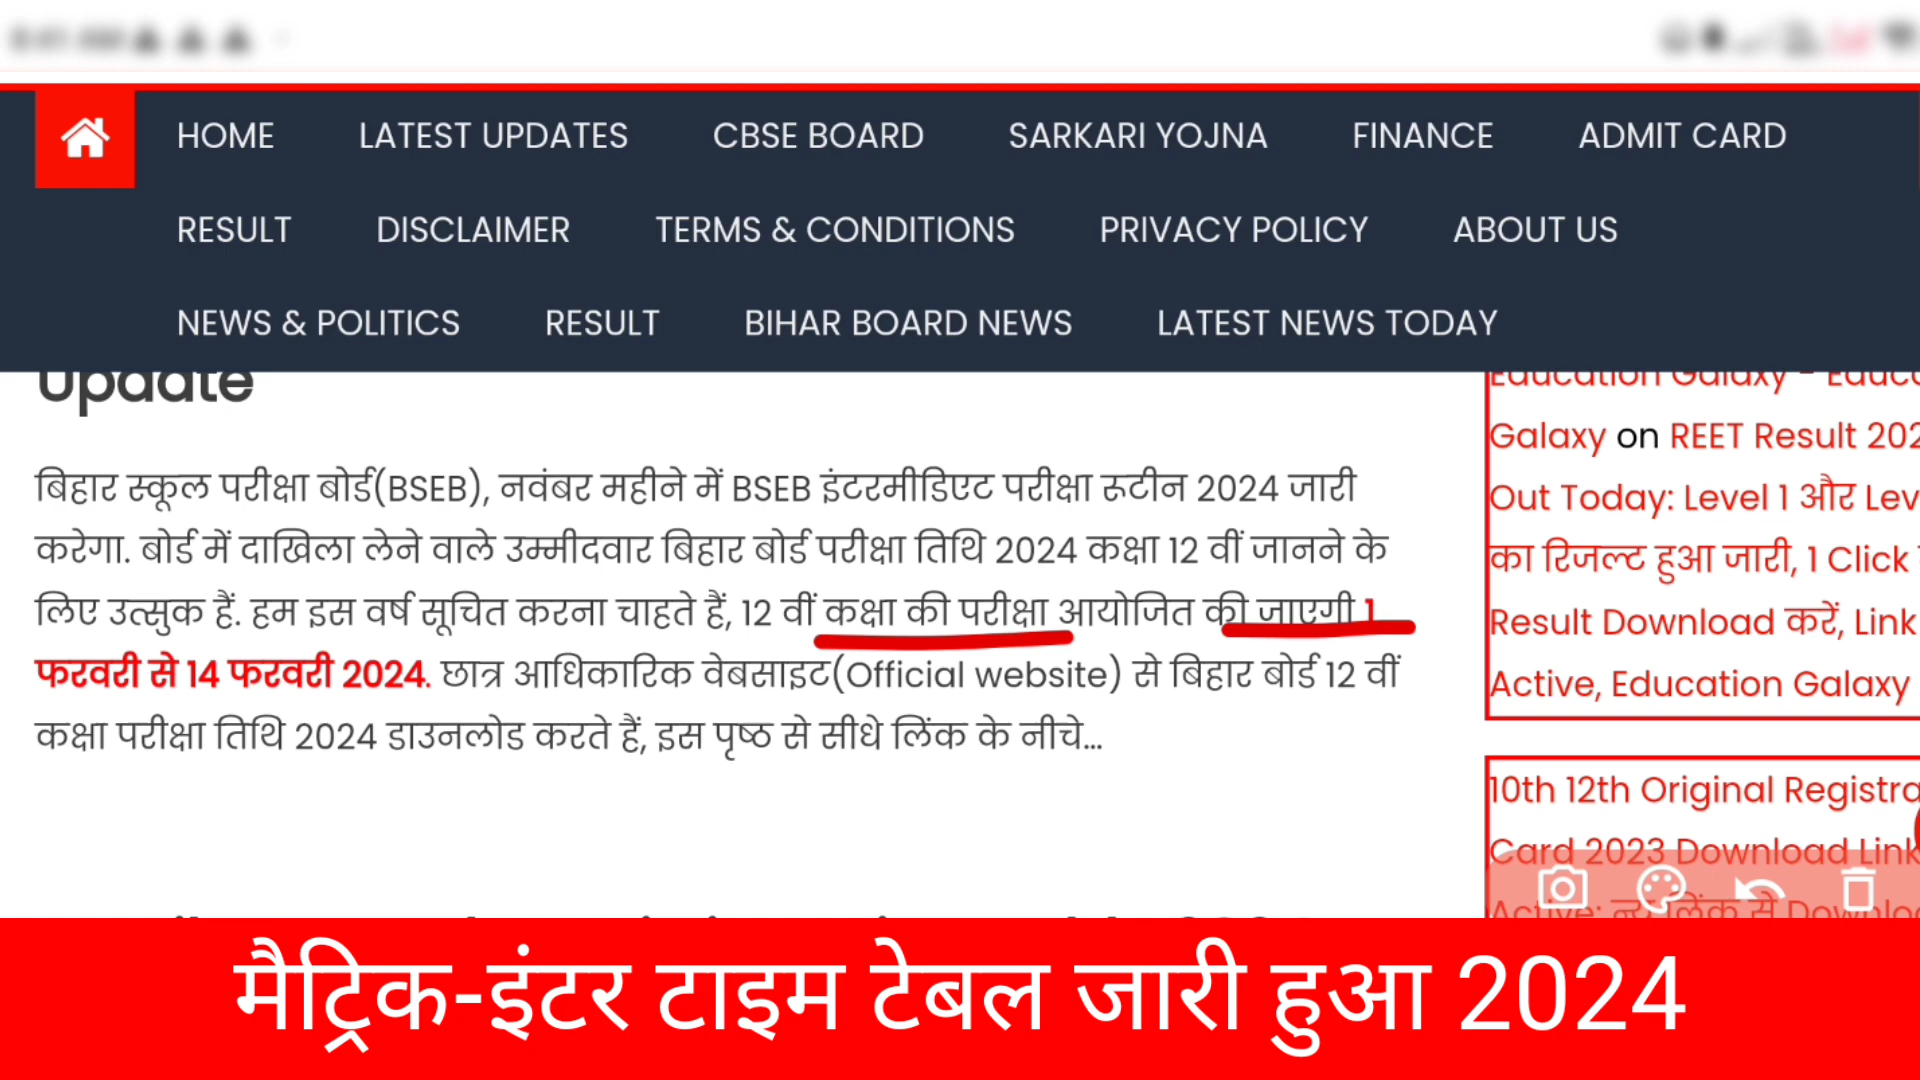 HOME LATEST UPDATES CBSE BOARD SARKARI YOJNA FINANCE ADMIT CARD
RESULT DISCLAIMER TERMS & CONDITIONS PRIVACY POLICY ABOUT US
NEWS & POLITICS RESULT BIHAR BOARD NEWS LATEST NEWS TODAY
Update
बिहार स्कूल परीक्षा बोर्ड(BSEB), नवंबर महीने में BSEB इंटरमीडिएट परीक्षा रूटीन 2024 जारी
करेगा. बोर्ड में दाखिला लेने वाले उम्मीदवार बिहार बोर्ड परीक्षा तिथि 2024 कक्षा 12 वीं जानने के
लिए उत्सुक हैं. हम इस वर्ष सूचित करना चाहते हैं, 12 वीं कक्षा की परीक्षा आयोजित की जाएगी 1
फरवरी से 14 फरवरी 2024. छात्र आधिकारिक वेबसाइट(Official website) से बिहार बोर्ड 12 वीं
कक्षा परीक्षा तिथि 2024 डाउनलोड करते हैं, इस पृष्ठ से सीधे लिंक के नीचे...
Education Galaxy -
Galaxy on REET Result
Out Today: Level 1 और
का रिजल्ट हुआ जारी, 1 Click
Result Download करें, Link
Active, Education Galaxy
10th 12th Original
Card 2023 Download Link
Active: न्यू लिंक से
मैट्रिक-इंटर टाइम टेबल जारी हुआ 2024